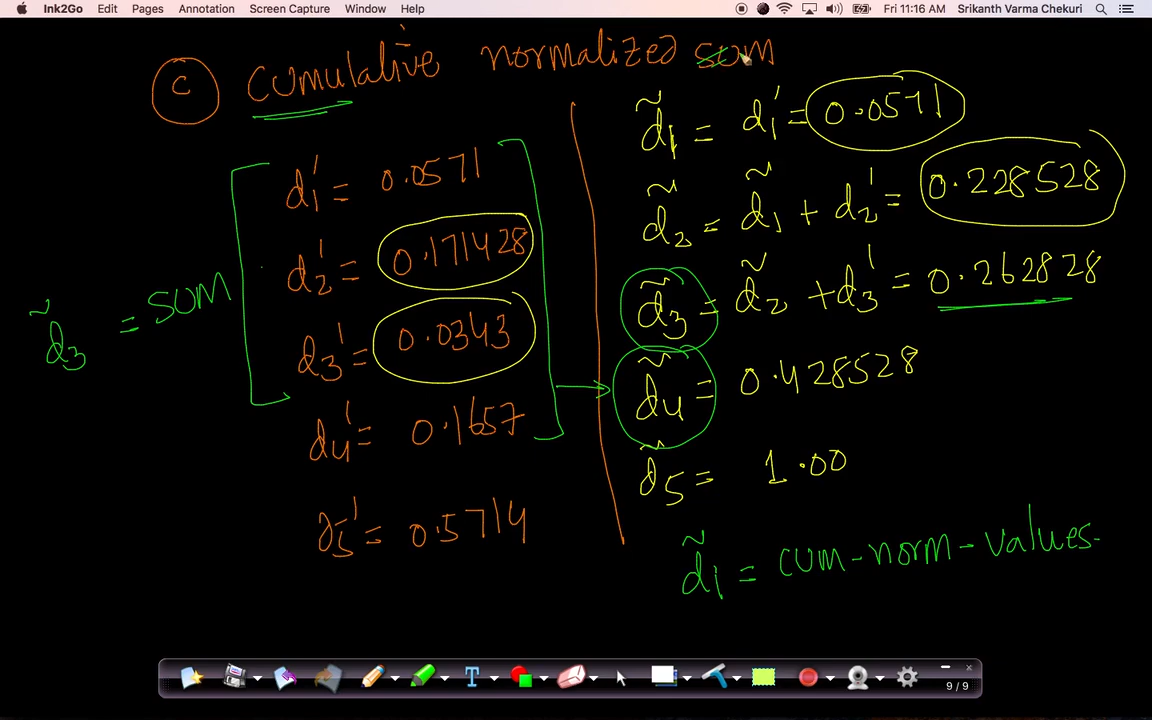 Ink2Go File Edit Pages Annotation Screen Capture Window Help Fri 11:16 AM Srikanth Varma Chekuri
C cumulative normalized sum
d̃3 = SUM
d1' = 0.0571
d2' = 0.171428
d3' = 0.0343
d4' = 0.1657
d5' = 0.5714
d̃1 = d1' = 0.0571
d̃2 = d̃1 + d2' = 0.228528
d̃3 = d̃2 + d3' = 0.262828
d̃4 = 0.428528
d̃5 = 1.00
d̃i = cum-norm-values-
T
9/9